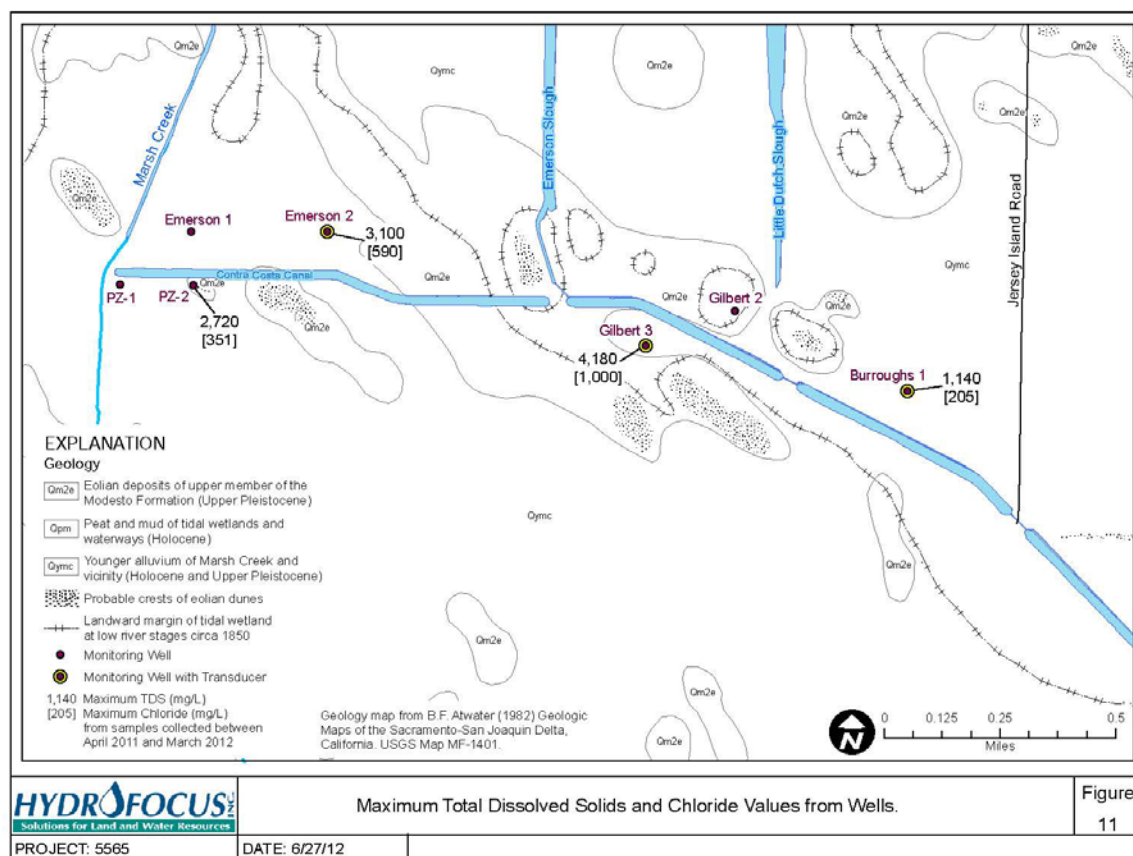 Qm2e
Qymc
Qm2e
Qm2e
Qm2e
Marsh Creek
Emerson Slough
Little Dutch Slough
Jersey Island Road
Qm2e
Emerson 1
Emerson 2
3,100
[590]
Qymc
Contra Costa Canal
Qm2e
Qm2e
PZ-1
PZ-2
Qm2e
2,720
[351]
Qm2e
Gilbert 2
Qm2e
Gilbert 3
4,180
[1,000]
Burroughs 1
1,140
[205]
Qymc
Qm2e
Qm2e
Qm2e
Qm2e
EXPLANATION
Geology
Qm2e Eolian deposits of upper member of the
Modesto Formation (Upper Pleistocene)
Qpm Peat and mud of tidal wetlands and
waterways (Holocene)
Qymc Younger alluvium of Marsh Creek and
vicinity (Holocene and Upper Pleistocene)
Probable crests of eolian dunes
Landward margin of tidal wetland
at low river stages circa 1850
Monitoring Well
Monitoring Well with Transducer
1,140 Maximum TDS (mg/L)
[205] Maximum Chloride (mg/L)
from samples collected between
April 2011 and March 2012
Geology map from B.F. Atwater (1982) Geologic
Maps of the Sacramento-San Joaquin Delta,
California. USGS Map MF-1401.
N
0 0.125 0.25 0.5
Miles
HYDROFOCUS INC.
Solutions for Land and Water Resources
Maximum Total Dissolved Solids and Chloride Values from Wells.
Figure
11
PROJECT: 5565
DATE: 6/27/12